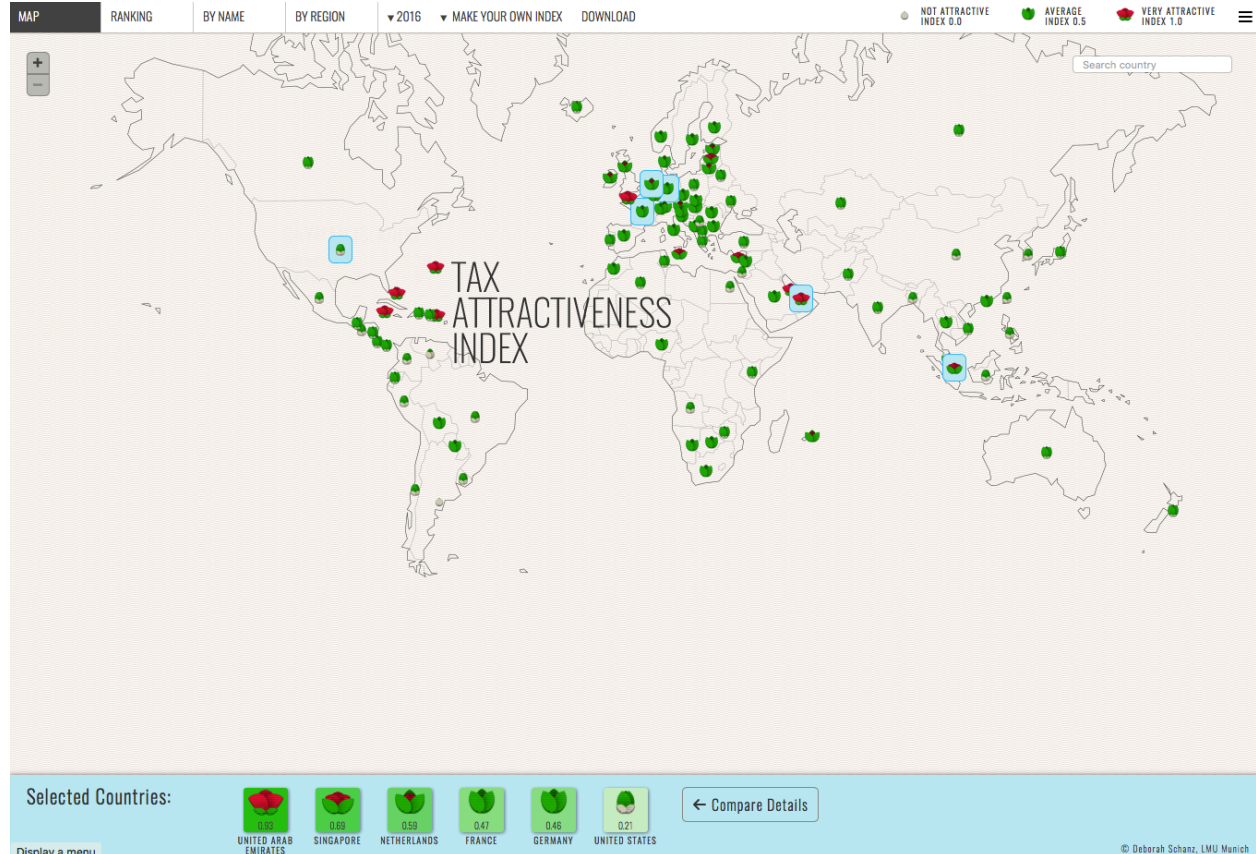 MAP
RANKING
BY NAME
BY REGION
▼ 2016
▼ MAKE YOUR OWN INDEX
DOWNLOAD
NOT ATTRACTIVE
INDEX 0.0
AVERAGE
INDEX 0.5
VERY ATTRACTIVE
INDEX 1.0
+
−
Search country
TAX
ATTRACTIVENESS
INDEX
Selected Countries:
0.93
UNITED ARAB
EMIRATES
0.69
SINGAPORE
0.59
NETHERLANDS
0.47
FRANCE
0.46
GERMANY
0.21
UNITED STATES
← Compare Details
Display a menu
© Deborah Schanz, LMU Munich